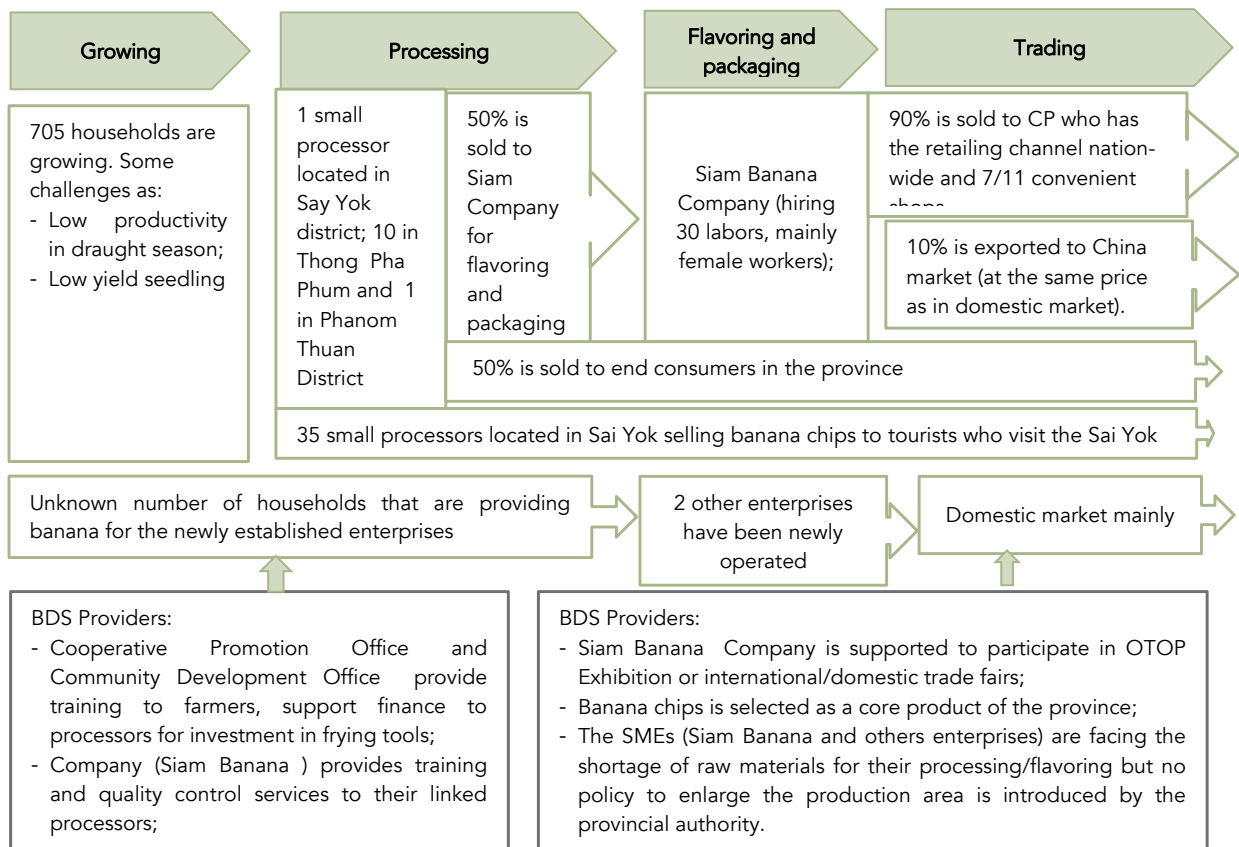 Growing
Processing
Flavoring and
packaging
Trading
705 households are
growing. Some
challenges as:
- Low productivity
in draught season;
- Low yield seedling
1 small
processor
located in
Say Yok
district; 10 in
Thong Pha
Phum and 1
in Phanom
Thuan
District
50% is
sold to
Siam
Company
for
flavoring
and
packaging
Siam Banana
Company (hiring
30 labors, mainly
female workers);
90% is sold to CP who has
the retailing channel nation-
wide and 7/11 convenient
10% is exported to China
market (at the same price
as in domestic market).
50% is sold to end consumers in the province
35 small processors located in Sai Yok selling banana chips to tourists who visit the Sai Yok
Unknown number of households that are providing
banana for the newly established enterprises
2 other enterprises
have been newly
operated
Domestic market mainly
BDS Providers:
- Cooperative Promotion Office and
Community Development Office provide
training to farmers, support finance to
processors for investment in frying tools;
- Company (Siam Banana ) provides training
and quality control services to their linked
processors;
BDS Providers:
- Siam Banana Company is supported to participate in OTOP
Exhibition or international/domestic trade fairs;
- Banana chips is selected as a core product of the province;
- The SMEs (Siam Banana and others enterprises) are facing the
shortage of raw materials for their processing/flavoring but no
policy to enlarge the production area is introduced by the
provincial authority.